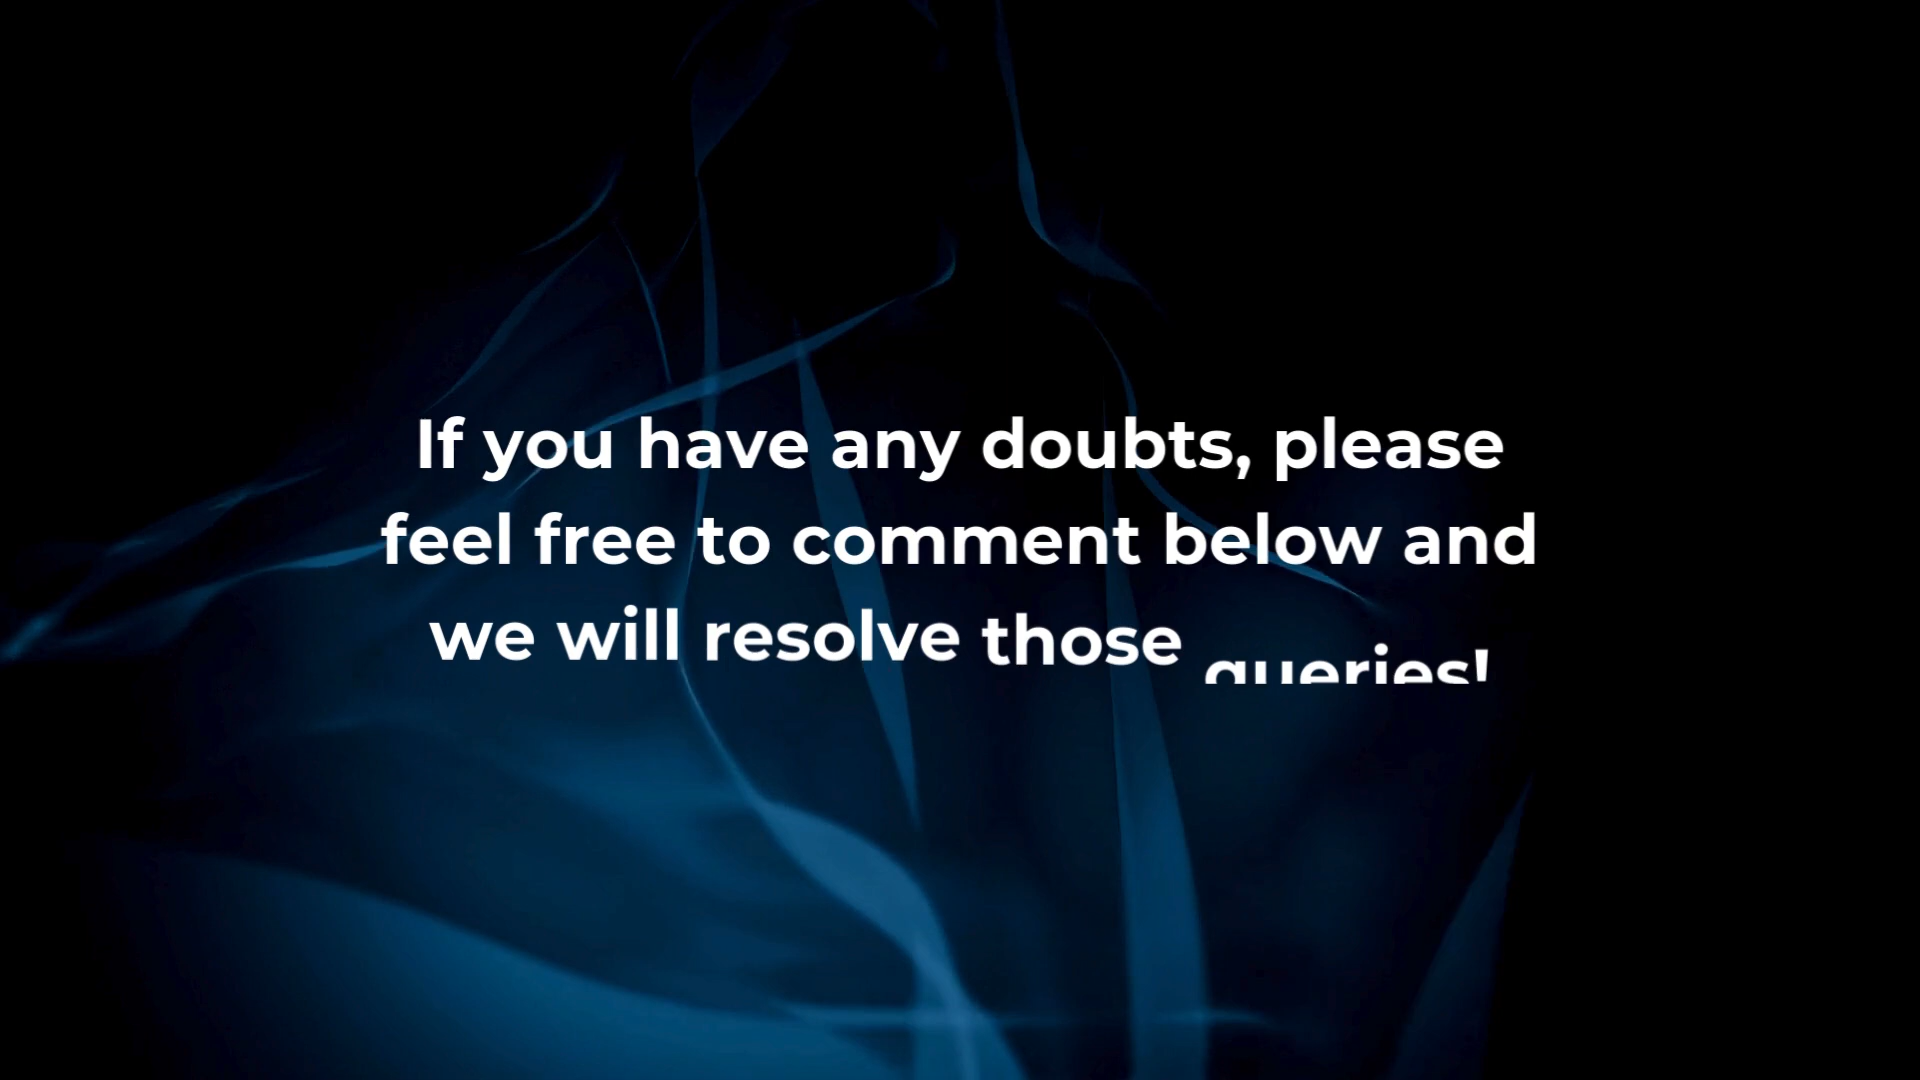 If you have any doubts, please
feel free to comment below and
we will resolve those queries!